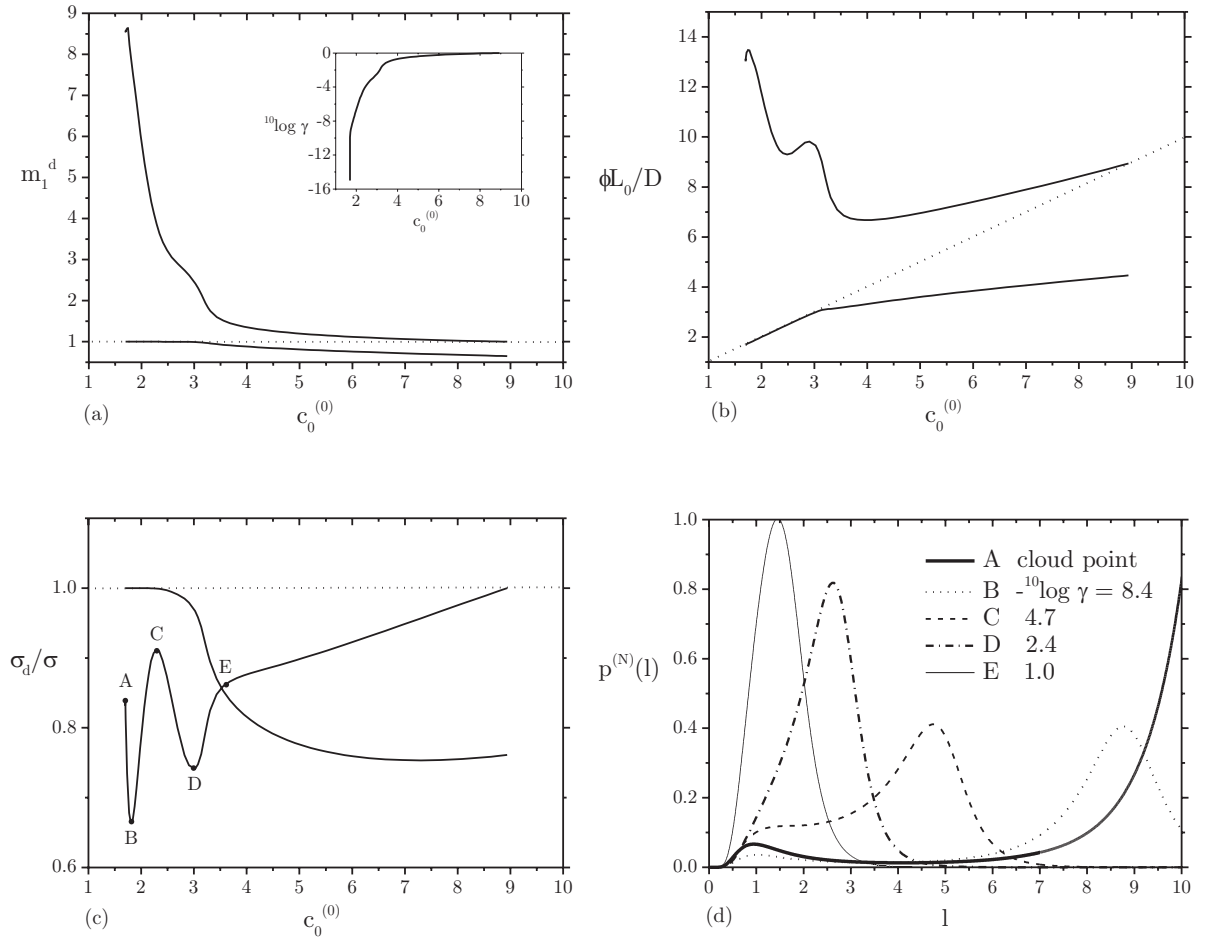 9
8
7
6
5
4
3
2
1
m₁ᵈ
0
-4
-8
-12
-16
¹⁰log γ
2 4 6 8 10
c₀⁽⁰⁾
1 2 3 4 5 6 7 8 9 10
(a)
c₀⁽⁰⁾
14
12
10
8
6
4
2
ϕL₀/D
1 2 3 4 5 6 7 8 9 10
(b)
c₀⁽⁰⁾
1.0
0.8
0.6
σ_d/σ
A
B
C
D
E
1 2 3 4 5 6 7 8 9 10
(c)
c₀⁽⁰⁾
1.0
0.8
0.6
0.4
0.2
0.0
p⁽ᴺ⁾(l)
A cloud point
B -¹⁰log γ = 8.4
C 4.7
D 2.4
E 1.0
0 1 2 3 4 5 6 7 8 9 10
(d)
l